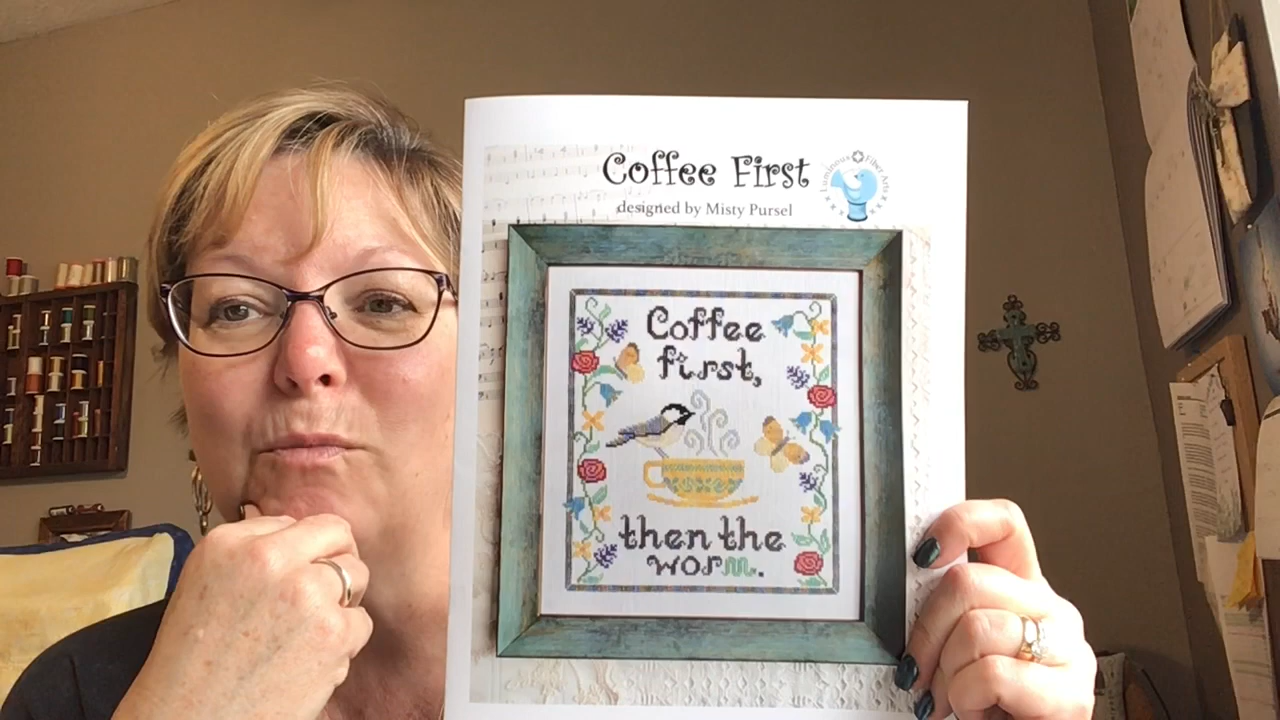 Coffee First
designed by Misty Pursel
Luminous Fiber Arts
Coffee
first,
then the
worm.